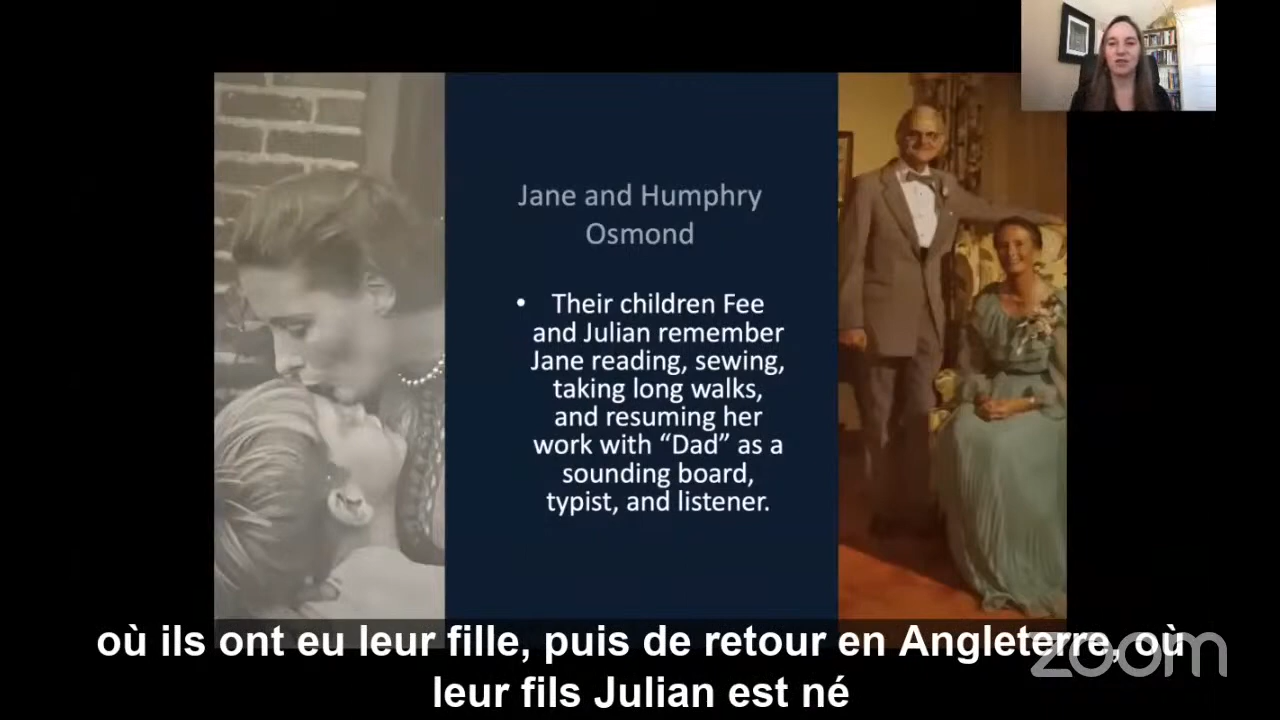 Jane and Humphry
Osmond
• Their children Fee
and Julian remember
Jane reading, sewing,
taking long walks,
and resuming her
work with “Dad” as a
sounding board,
typist, and listener.
où ils ont eu leur fille, puis de retour en Angleterre, où
leur fils Julian est né
zoom